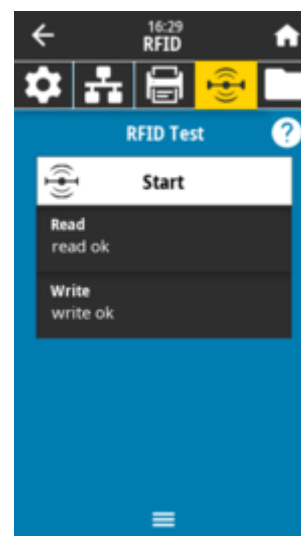 16:29
RFID
RFID Test
?
Start
Read
read ok
Write
write ok